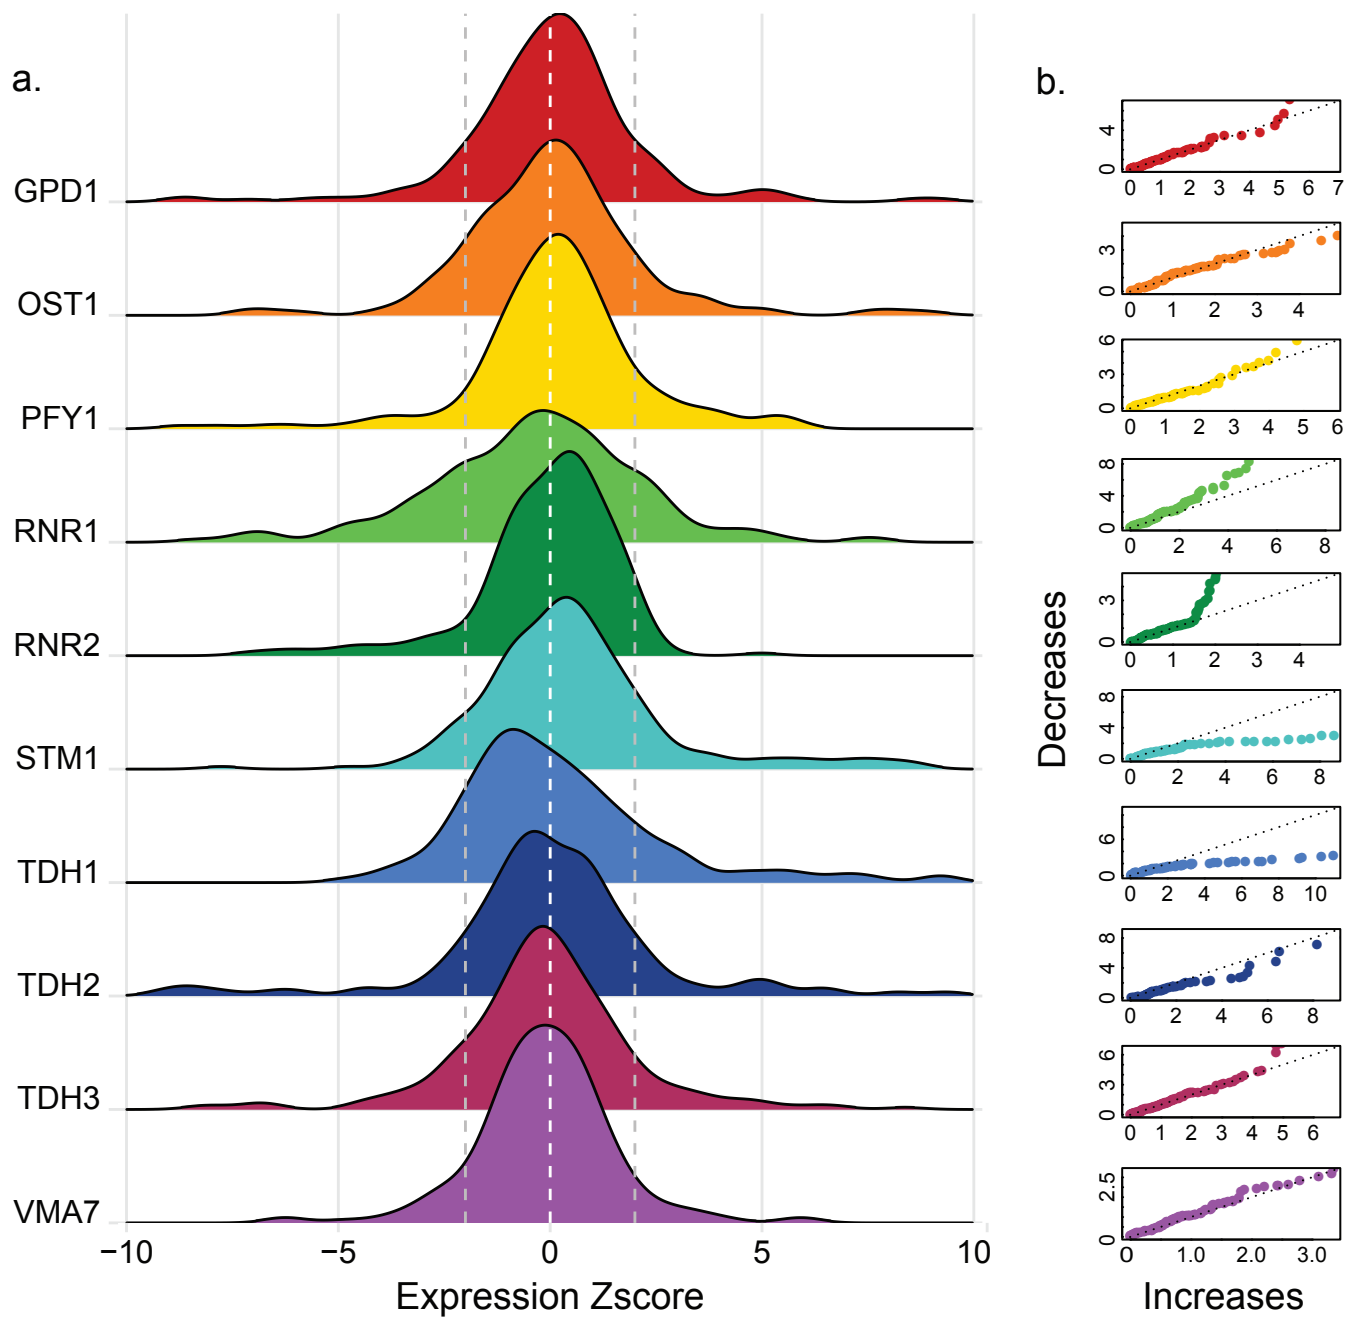 a.
GPD1
OST1
PFY1
RNR1
RNR2
STM1
TDH1
TDH2
TDH3
VMA7
−10 −5 0 5 10
Expression Zscore
b.
Decreases
4
0
0 1 2 3 4 5 6 7
3
0
0 1 2 3 4
6
3
0
0 1 2 3 4 5 6
8
4
0
0 2 4 6 8
3
0
0 1 2 3 4
8
4
0
0 2 4 6 8
6
0
0 2 4 6 8 10
8
4
0
0 2 4 6 8
6
3
0
0 1 2 3 4 5 6
2.5
0
0 1.0 2.0 3.0
Increases